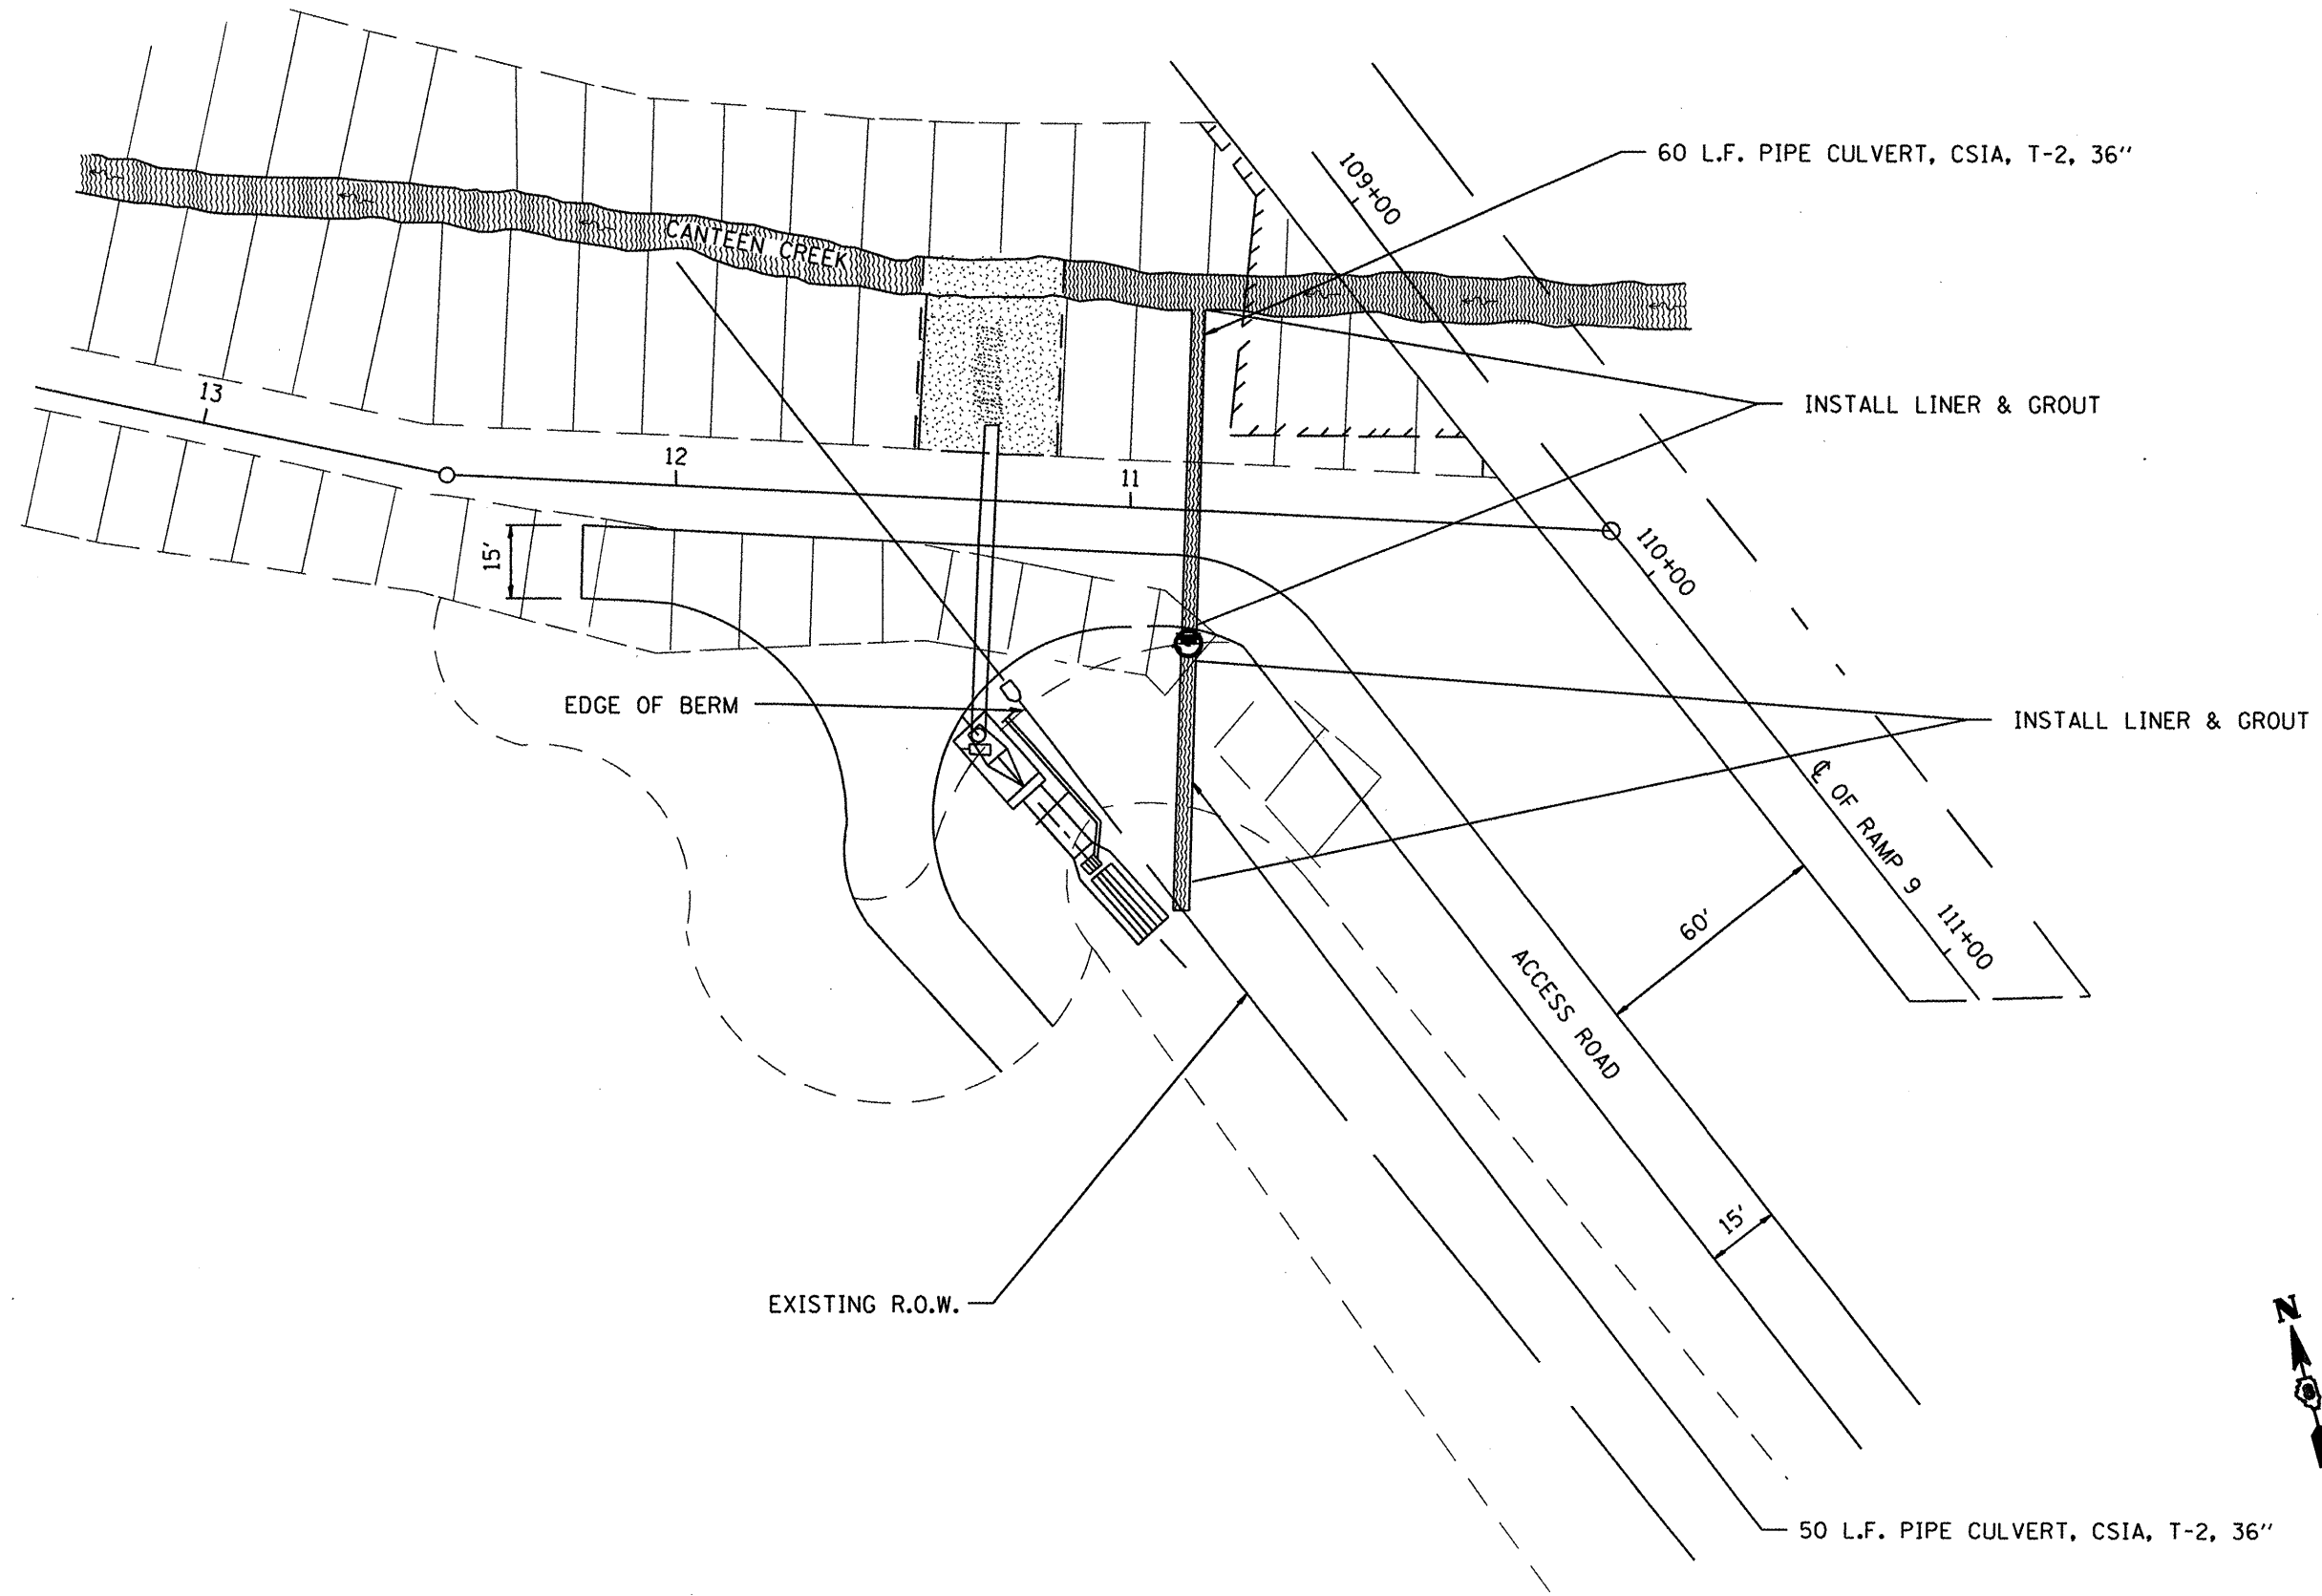 60 L.F. PIPE CULVERT, CSIA, T-2, 36"
109+00
CANTEEN CREEK
13
INSTALL LINER & GROUT
12
11
15'
110+00
EDGE OF BERM
INSTALL LINER & GROUT
℄ OF RAMP 9
111+00
60'
ACCESS ROAD
15'
EXISTING R.O.W.
N
50 L.F. PIPE CULVERT, CSIA, T-2, 36"